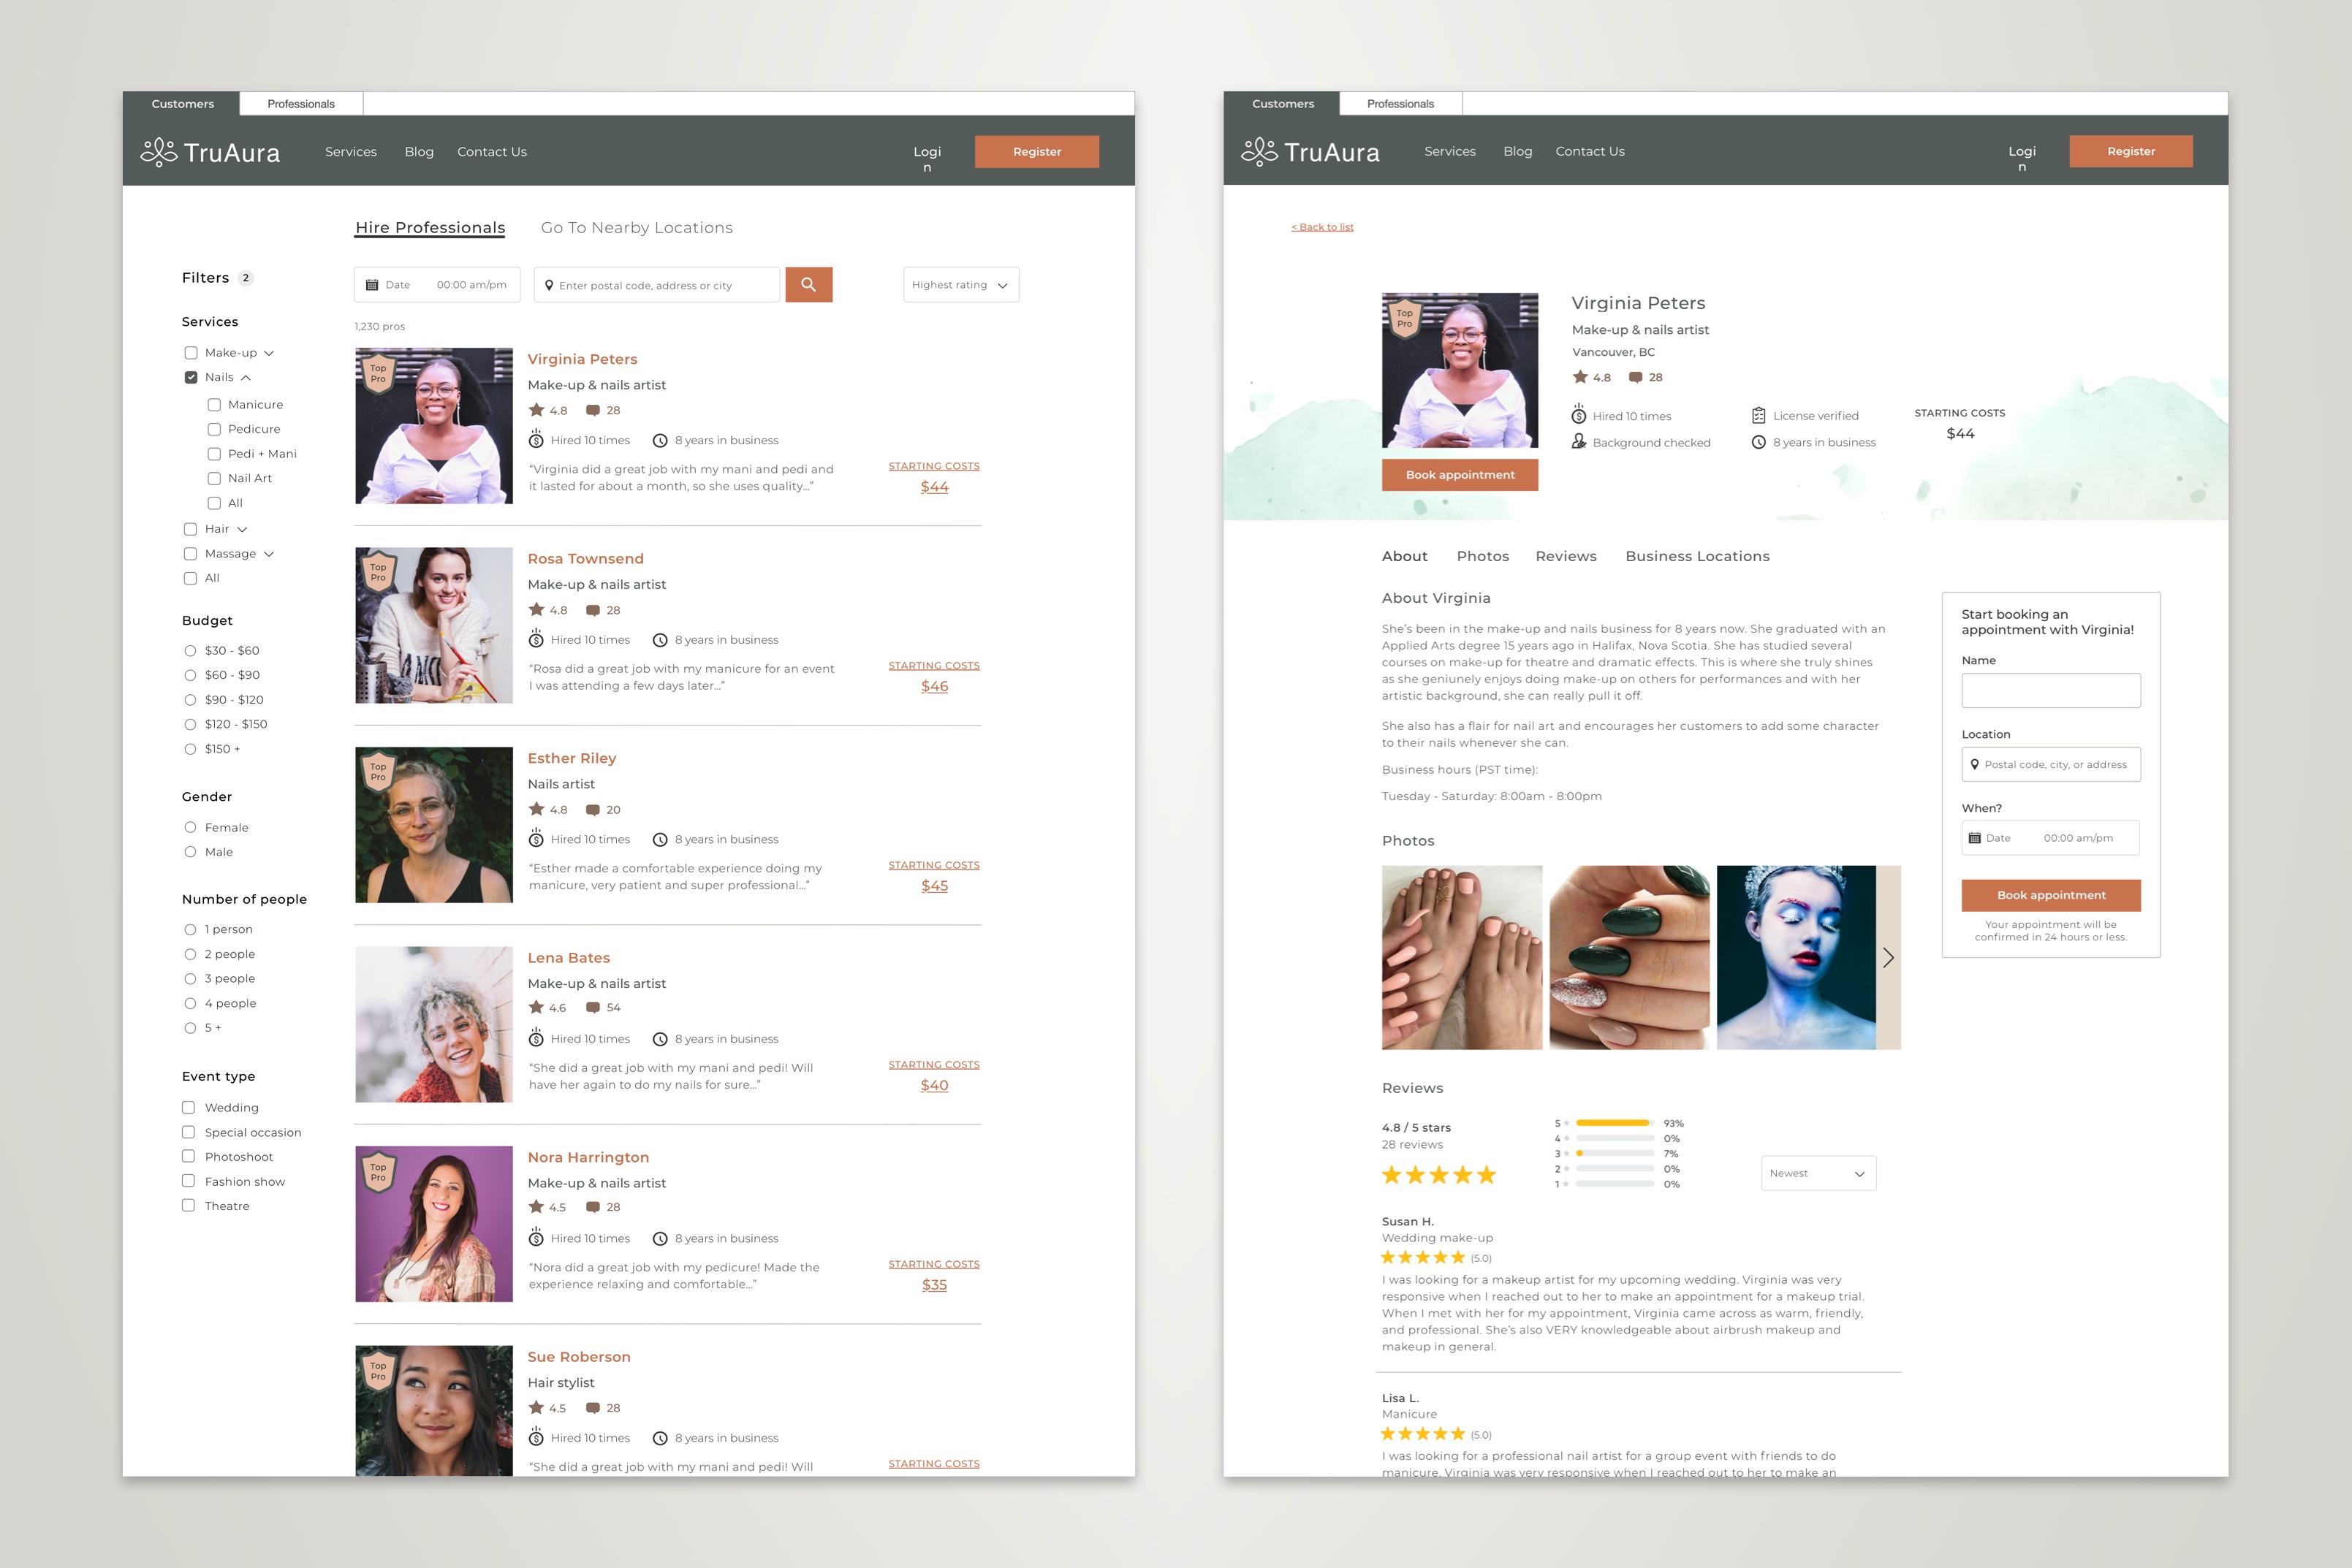 Customers
Professionals
TruAura
Services
Blog
Contact Us
Logi
n
Register
Hire Professionals
Go To Nearby Locations
Filters 2
Date 00:00 am/pm
Enter postal code, address or city
Highest rating
1,230 pros
Services
Make-up
Nails
Manicure
Pedicure
Pedi + Mani
Nail Art
All
Hair
Massage
All
Budget
$30 - $60
$60 - $90
$90 - $120
$120 - $150
$150 +
Gender
Female
Male
Number of people
1 person
2 people
3 people
4 people
5 +
Event type
Wedding
Special occasion
Photoshoot
Fashion show
Theatre
Top
Pro
Virginia Peters
Make-up & nails artist
4.8 28
Hired 10 times 8 years in business
“Virginia did a great job with my mani and pedi and
it lasted for about a month, so she uses quality...”
STARTING COSTS
$44
Top
Pro
Rosa Townsend
Make-up & nails artist
4.8 28
Hired 10 times 8 years in business
“Rosa did a great job with my manicure for an event
I was attending a few days later...”
STARTING COSTS
$46
Top
Pro
Esther Riley
Nails artist
4.8 20
Hired 10 times 8 years in business
“Esther made a comfortable experience doing my
manicure, very patient and super professional...”
STARTING COSTS
$45
Lena Bates
Make-up & nails artist
4.6 54
Hired 10 times 8 years in business
“She did a great job with my mani and pedi! Will
have her again to do my nails for sure...”
STARTING COSTS
$40
Top
Pro
Nora Harrington
Make-up & nails artist
4.5 28
Hired 10 times 8 years in business
“Nora did a great job with my pedicure! Made the
experience relaxing and comfortable...”
STARTING COSTS
$35
Top
Pro
Sue Roberson
Hair stylist
4.5 28
Hired 10 times 8 years in business
“She did a great job with my mani and pedi! Will
STARTING COSTS
Customers
Professionals
TruAura
Services
Blog
Contact Us
Logi
n
Register
< Back to list
Top
Pro
Book appointment
Virginia Peters
Make-up & nails artist
Vancouver, BC
4.8 28
Hired 10 times License verified
Background checked 8 years in business
STARTING COSTS
$44
About
Photos
Reviews
Business Locations
About Virginia
She’s been in the make-up and nails business for 8 years now. She graduated with an
Applied Arts degree 15 years ago in Halifax, Nova Scotia. She has studied several
courses on make-up for theatre and dramatic effects. This is where she truly shines
as she geniunely enjoys doing make-up on others for performances and with her
artistic background, she can really pull it off.
She also has a flair for nail art and encourages her customers to add some character
to their nails whenever she can.
Business hours (PST time):
Tuesday - Saturday: 8:00am - 8:00pm
Start booking an
appointment with Virginia!
Name
Location
Postal code, city, or address
When?
Date 00:00 am/pm
Book appointment
Your appointment will be
confirmed in 24 hours or less.
Photos
Reviews
4.8 / 5 stars
28 reviews
5 93%
4 0%
3 7%
2 0%
1 0%
Newest
Susan H.
Wedding make-up
(5.0)
I was looking for a makeup artist for my upcoming wedding. Virginia was very
responsive when I reached out to her to make an appointment for a makeup trial.
When I met with her for my appointment, Virginia came across as warm, friendly,
and professional. She’s also VERY knowledgeable about airbrush makeup and
makeup in general.
Lisa L.
Manicure
(5.0)
I was looking for a professional nail artist for a group event with friends to do
manicure. Virginia was very responsive when I reached out to her to make an